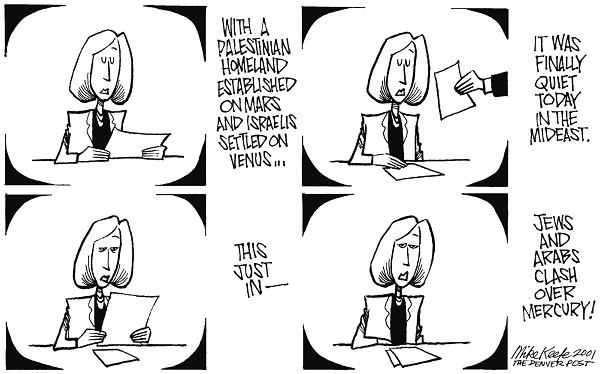 WITH A
PALESTINIAN
HOMELAND
ESTABLISHED
ON MARS
AND ISRAELIS
SETTLED ON
VENUS...
IT WAS
FINALLY
QUIET
TODAY
IN THE
MIDEAST.
THIS
JUST
IN—
JEWS
AND
ARABS
CLASH
OVER
MERCURY!
Mike Keefe 2001
THE DENVER POST